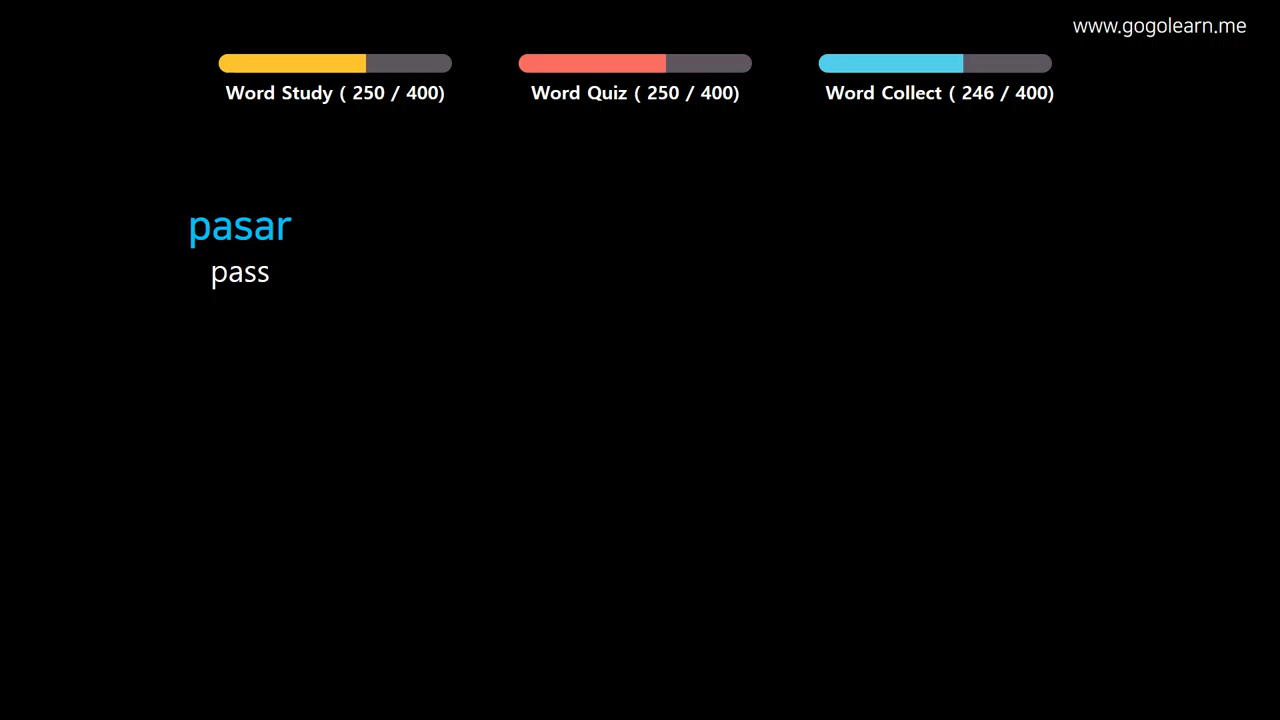 www.gogolearn.me
Word Study ( 250 / 400)
Word Quiz ( 250 / 400)
Word Collect ( 246 / 400)
pasar
pass